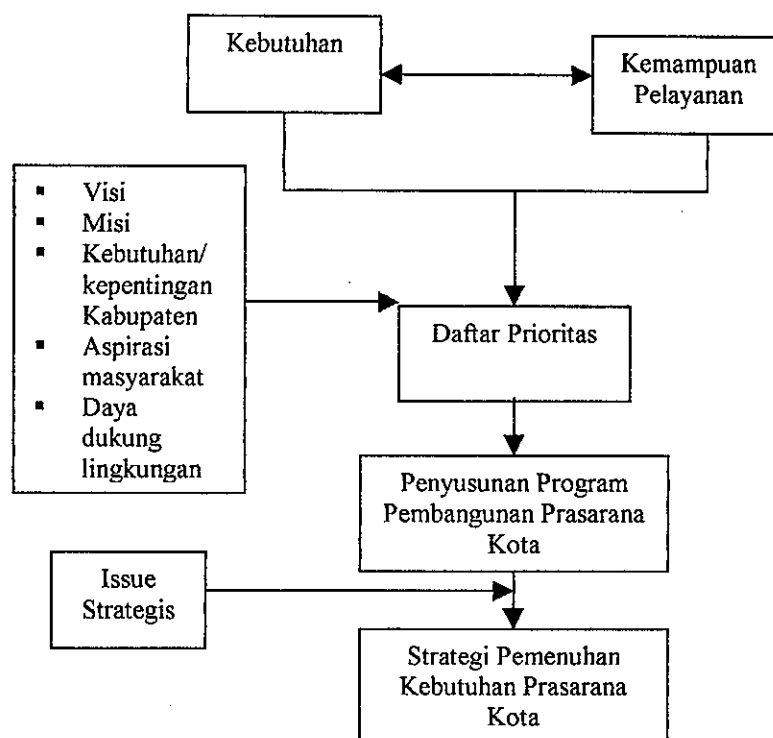 Kebutuhan
Kemampuan
Pelayanan
▪ Visi
▪ Misi
▪ Kebutuhan/
kepentingan
Kabupaten
▪ Aspirasi
masyarakat
▪ Daya
dukung
lingkungan
Daftar Prioritas
Penyusunan Program
Pembangunan Prasarana
Kota
Issue
Strategis
Strategi Pemenuhan
Kebutuhan Prasarana
Kota